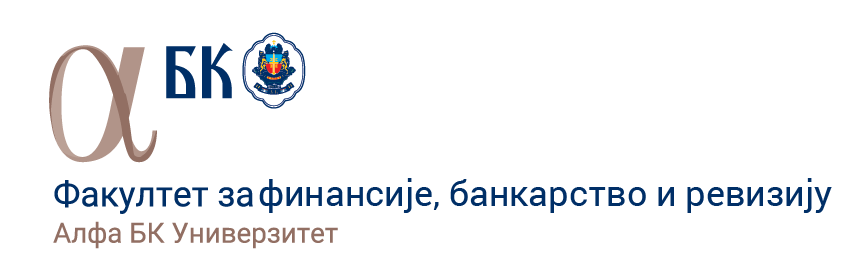 α БК
Факултет за финансије, банкарство и ревизију
Алфа БК Универзитет